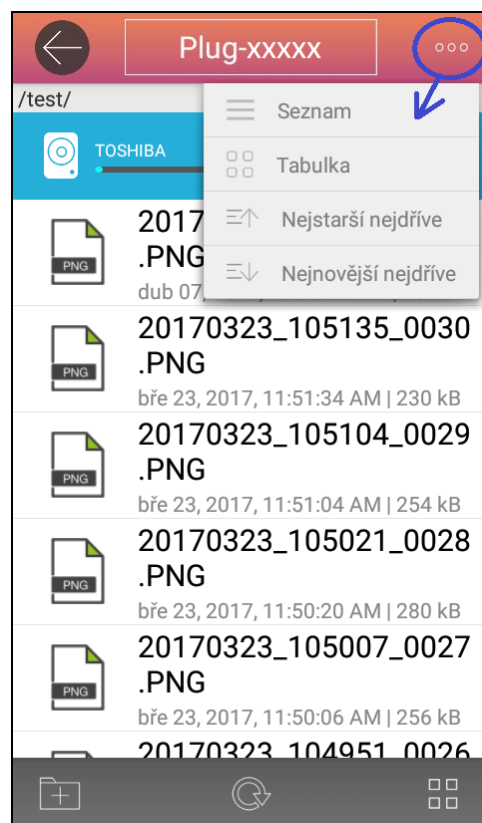 Plug-xxxxx
/test/
TOSHIBA
Seznam
Tabulka
Nejstarší nejdříve
Nejnovější nejdříve
PNG
2017
.PNG
dub 07,
PNG
20170323_105135_0030
.PNG
bře 23, 2017, 11:51:34 AM | 230 kB
PNG
20170323_105104_0029
.PNG
bře 23, 2017, 11:51:04 AM | 254 kB
PNG
20170323_105021_0028
.PNG
bře 23, 2017, 11:50:20 AM | 280 kB
PNG
20170323_105007_0027
.PNG
bře 23, 2017, 11:50:06 AM | 256 kB
20170323_104951_0026